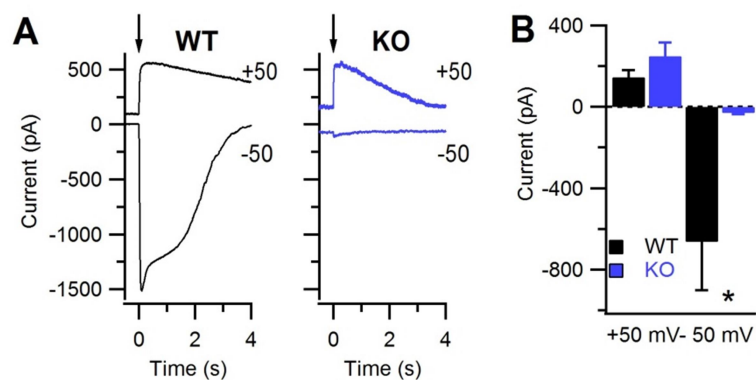 A
WT
KO
B
+50
-50
+50
-50
500
0
-500
-1000
-1500
Current (pA)
0
2
4
Time (s)
0
2
4
Time (s)
400
0
-400
-800
Current (pA)
WT
KO
*
+50 mV
- 50 mV